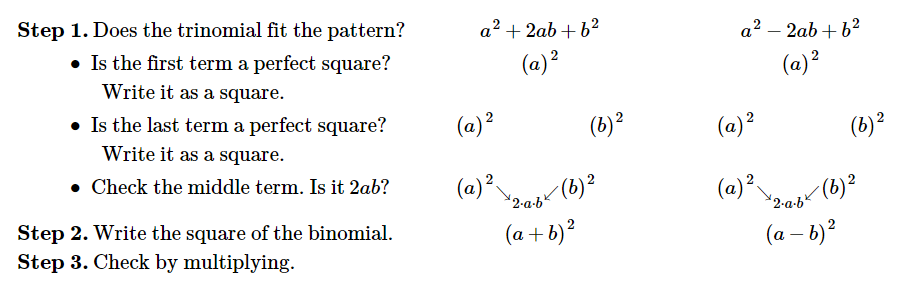 Step 1. Does the trinomial fit the pattern? a² + 2ab + b² a² − 2ab + b²
• Is the first term a perfect square? (a)² (a)²
Write it as a square.
• Is the last term a perfect square? (a)² (b)² (a)² (b)²
Write it as a square.
• Check the middle term. Is it 2ab? (a)² ↘2·a·b↙ (b)² (a)² ↘2·a·b↙ (b)²
Step 2. Write the square of the binomial. (a + b)² (a − b)²
Step 3. Check by multiplying.